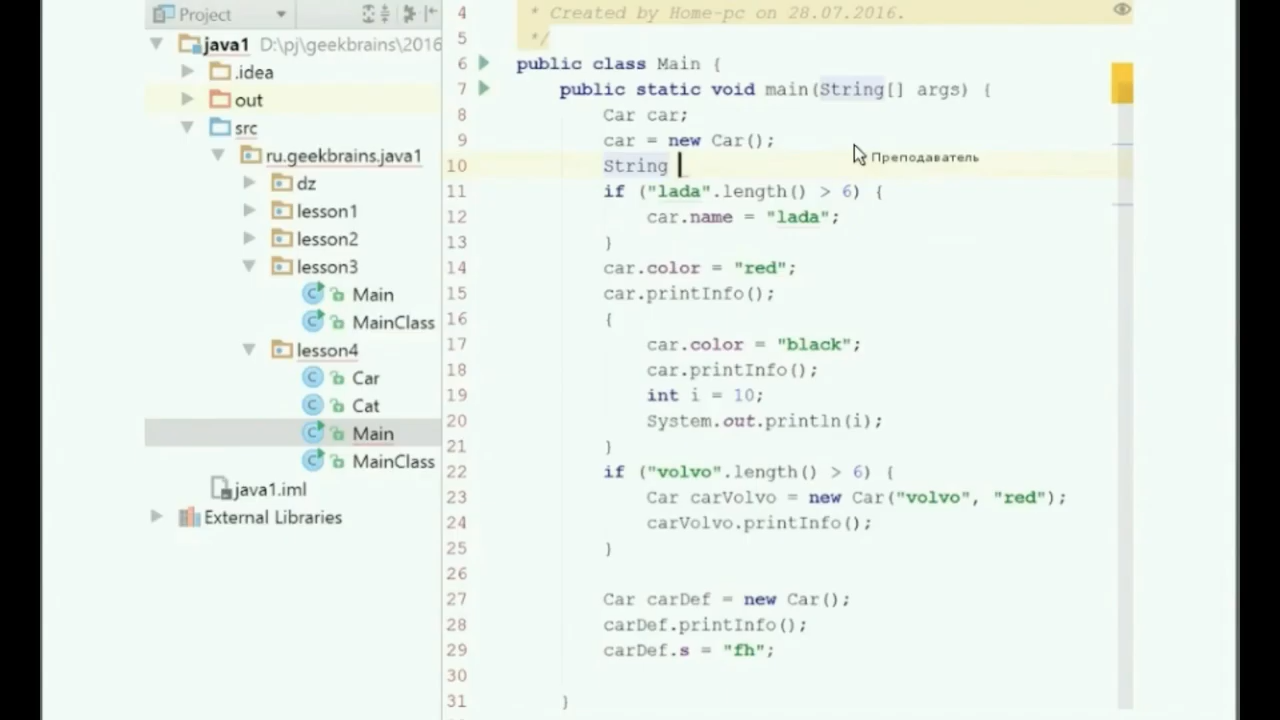 Project
java1 D:\pj\geekbrains\2016
.idea
out
src
ru.geekbrains.java1
dz
lesson1
lesson2
lesson3
Main
MainClass
lesson4
Car
Cat
Main
MainClass
java1.iml
External Libraries
4 * Created by Home-pc on 28.07.2016.
5 */
6 public class Main {
7 public static void main(String[] args) {
8 Car car;
9 car = new Car();
10 String
Преподаватель
11 if ("lada".length() > 6) {
12 car.name = "lada";
13 }
14 car.color = "red";
15 car.printInfo();
16 {
17 car.color = "black";
18 car.printInfo();
19 int i = 10;
20 System.out.println(i);
21 }
22 if ("volvo".length() > 6) {
23 Car carVolvo = new Car("volvo", "red");
24 carVolvo.printInfo();
25 }
26
27 Car carDef = new Car();
28 carDef.printInfo();
29 carDef.s = "fh";
30
31 }